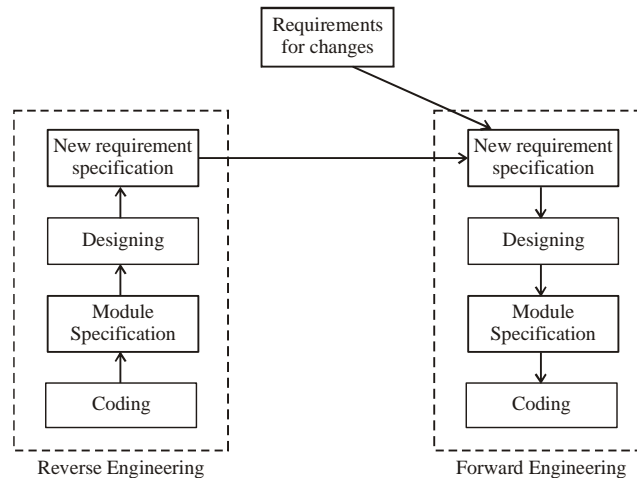 Requirements
for changes
New requirement
specification
Designing
Module
Specification
Coding
Reverse Engineering
New requirement
specification
Designing
Module
Specification
Coding
Forward Engineering